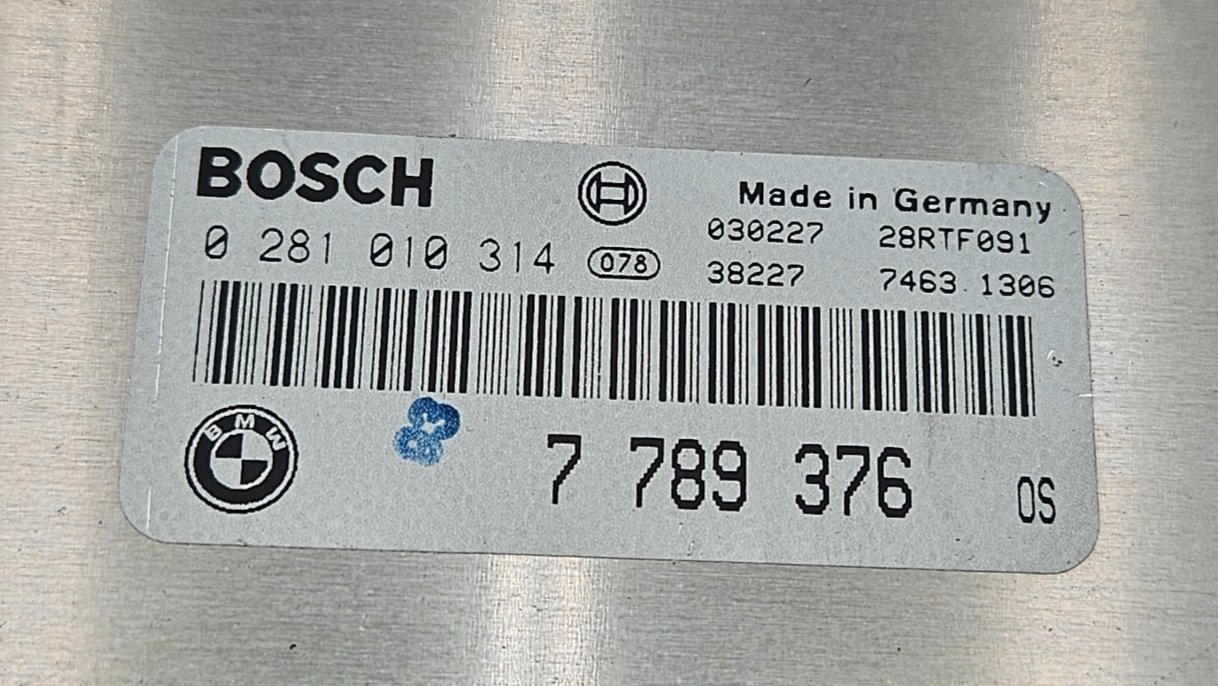 BOSCH
Made in Germany
0 281 010 314 078
030227 28RTF091
38227 7463 1306
BMW
8
7 789 376 OS